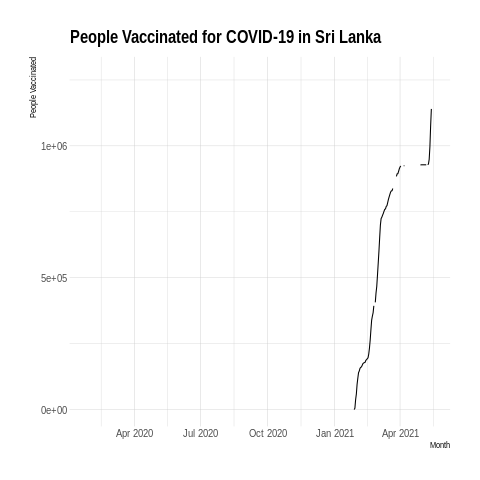 People Vaccinated for COVID-19 in Sri Lanka
People Vaccinated
1e+06
5e+05
0e+00
Apr 2020 Jul 2020 Oct 2020 Jan 2021 Apr 2021
Month